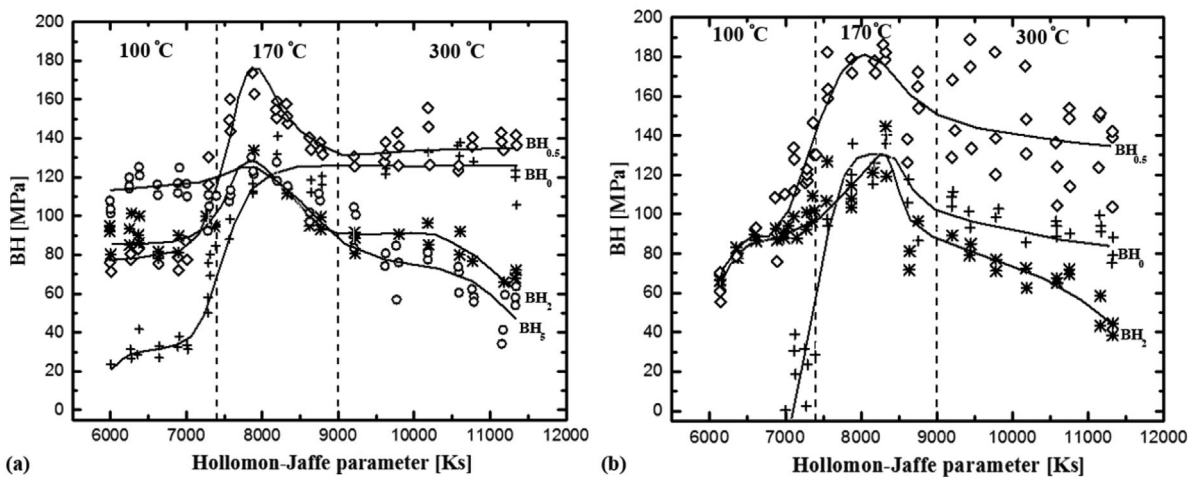 100 °C 170 °C 300 °C
BH [MPa]
200
180
160
140
120
100
80
60
40
20
0
BH0.5
BH0
BH2
BH5
6000 7000 8000 9000 10000 11000 12000
Hollomon-Jaffe parameter [Ks]
(a)
100 °C 170 °C 300 °C
BH [MPa]
200
180
160
140
120
100
80
60
40
20
0
BH0.5
BH0
BH2
6000 7000 8000 9000 10000 11000 12000
Hollomon-Jaffe parameter [Ks]
(b)